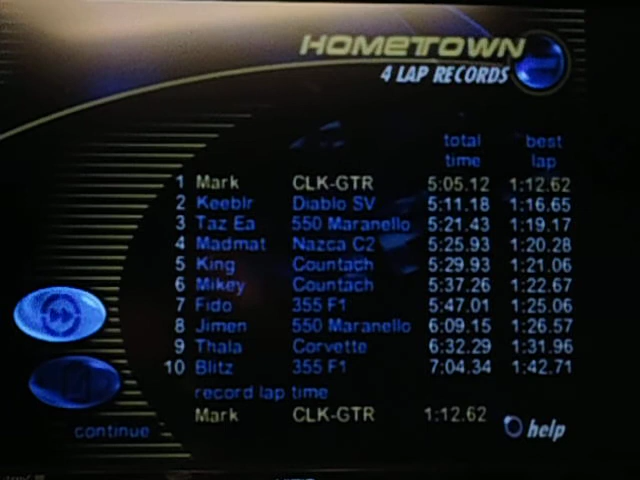 HOMETOWN
4 LAP RECORDS
total time best lap
1 Mark CLK-GTR 5:05.12 1:12.62
2 Keeblr Diablo SV 5:11.18 1:16.65
3 Taz Ea 550 Maranello 5:21.43 1:19.17
4 Madmat Nazca C2 5:25.93 1:20.28
5 King Countach 5:29.93 1:21.06
6 Mikey Countach 5:37.26 1:22.67
7 Fido 355 F1 5:47.01 1:25.06
8 Jimen 550 Maranello 6:09.15 1:26.57
9 Thala Corvette 6:32.29 1:31.96
10 Blitz 355 F1 7:04.34 1:42.71
record lap time
Mark CLK-GTR 1:12.62
help
continue